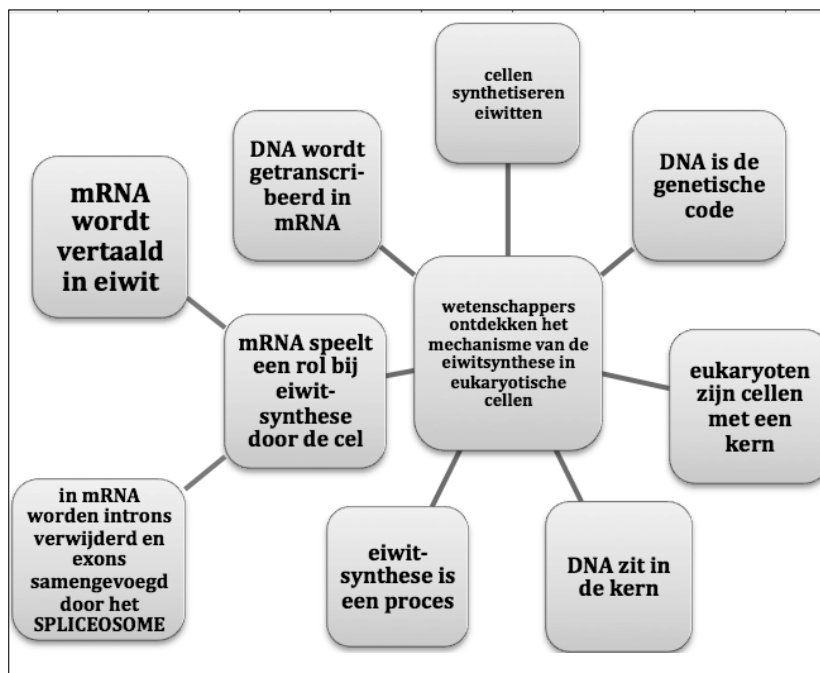 cellen
synthetiseren
eiwitten
DNA wordt
getranscri-
beerd in
mRNA
DNA is de
genetische
code
mRNA
wordt
vertaald
in eiwit
wetenschappers
ontdekken het
mechanisme van de
eiwitsynthese in
eukaryotische
cellen
mRNA speelt
een rol bij
eiwit-
synthese
door de cel
eukaryoten
zijn cellen
met een
kern
in mRNA
worden introns
verwijderd en
exons
samengevoegd
door het
SPLICEOSOME
eiwit-
synthese is
een proces
DNA zit in
de kern